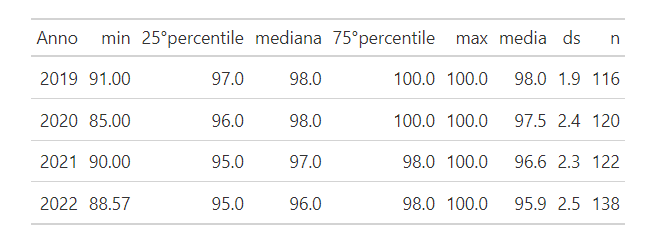 Anno min 25°percentile mediana 75°percentile max media ds n
2019 91.00 97.0 98.0 100.0 100.0 98.0 1.9 116
2020 85.00 96.0 98.0 100.0 100.0 97.5 2.4 120
2021 90.00 95.0 97.0 98.0 100.0 96.6 2.3 122
2022 88.57 95.0 96.0 98.0 100.0 95.9 2.5 138